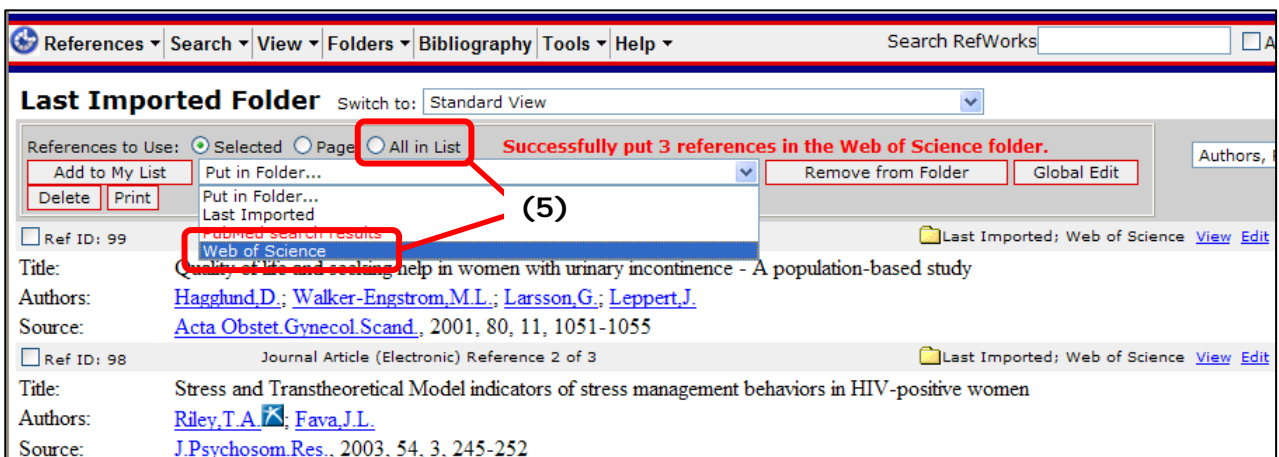 References Search View Folders Bibliography Tools Help Search RefWorks A
Last Imported Folder Switch to: Standard View
References to Use: Selected Page All in List Successfully put 3 references in the Web of Science folder.
Authors,
Add to My List Put in Folder... Remove from Folder Global Edit
Delete Print Put in Folder...
Last Imported
(5)
PubMed search results
Web of Science
Ref ID: 99 Last Imported; Web of Science View Edit
Title: Quality of life and seeking help in women with urinary incontinence - A population-based study
Authors: Hagglund,D.; Walker-Engstrom,M.L.; Larsson,G.; Leppert,J.
Source: Acta Obstet.Gynecol.Scand., 2001, 80, 11, 1051-1055
Ref ID: 98 Journal Article (Electronic) Reference 2 of 3 Last Imported; Web of Science View Edit
Title: Stress and Transtheoretical Model indicators of stress management behaviors in HIV-positive women
Authors: Riley,T.A. ; Fava,J.L.
Source: J.Psychosom.Res., 2003, 54, 3, 245-252